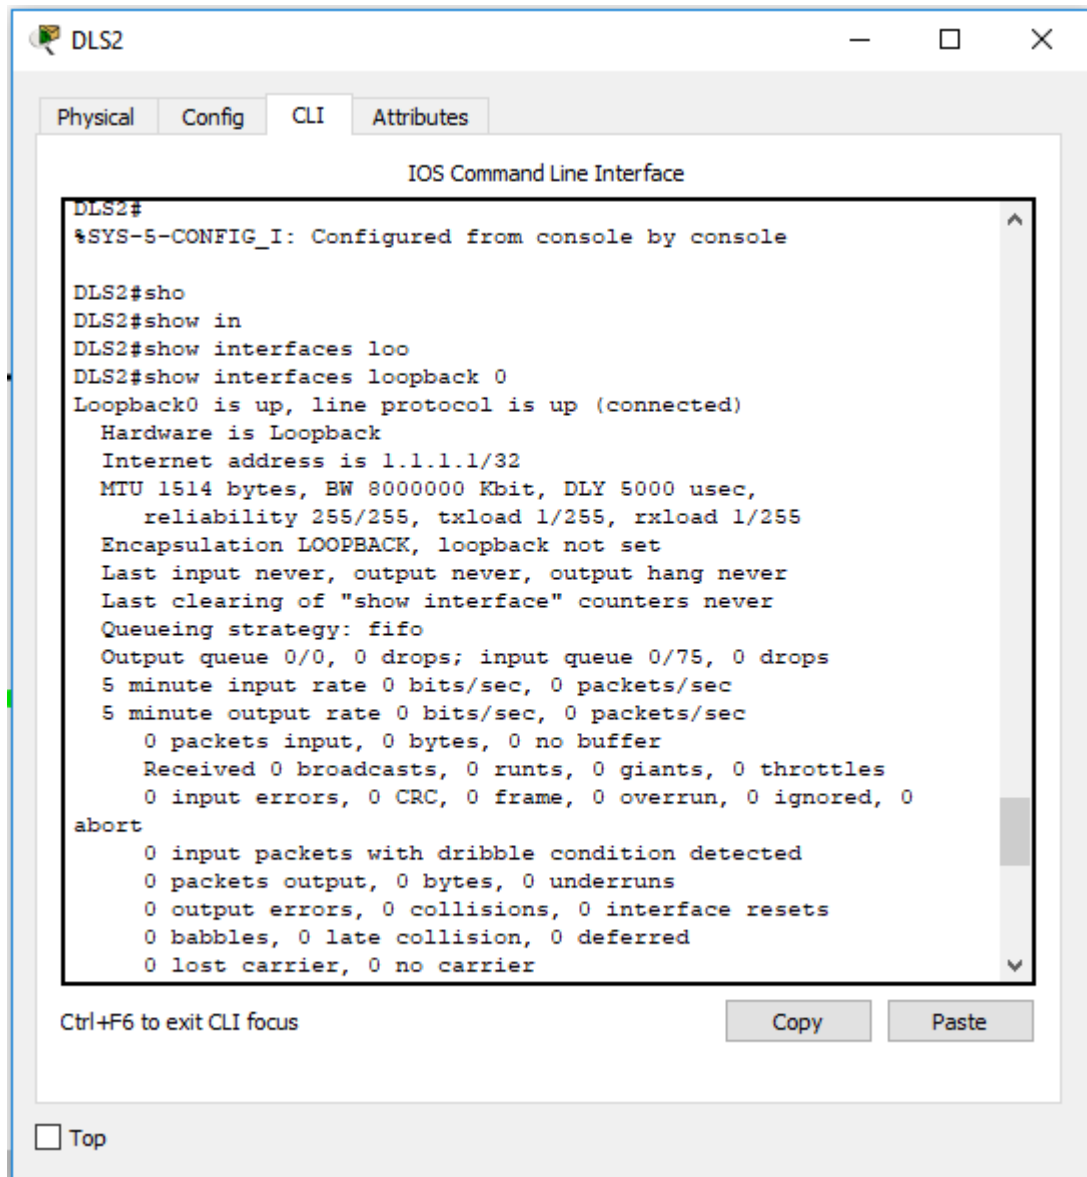 DLS2
Physical Config CLI Attributes
IOS Command Line Interface
DLS2#
%SYS-5-CONFIG_I: Configured from console by console
DLS2#sho
DLS2#show in
DLS2#show interfaces loo
DLS2#show interfaces loopback 0
Loopback0 is up, line protocol is up (connected)
Hardware is Loopback
Internet address is 1.1.1.1/32
MTU 1514 bytes, BW 8000000 Kbit, DLY 5000 usec,
reliability 255/255, txload 1/255, rxload 1/255
Encapsulation LOOPBACK, loopback not set
Last input never, output never, output hang never
Last clearing of "show interface" counters never
Queueing strategy: fifo
Output queue 0/0, 0 drops; input queue 0/75, 0 drops
5 minute input rate 0 bits/sec, 0 packets/sec
5 minute output rate 0 bits/sec, 0 packets/sec
0 packets input, 0 bytes, 0 no buffer
Received 0 broadcasts, 0 runts, 0 giants, 0 throttles
0 input errors, 0 CRC, 0 frame, 0 overrun, 0 ignored, 0
abort
0 input packets with dribble condition detected
0 packets output, 0 bytes, 0 underruns
0 output errors, 0 collisions, 0 interface resets
0 babbles, 0 late collision, 0 deferred
0 lost carrier, 0 no carrier
Ctrl+F6 to exit CLI focus
Copy Paste
Top